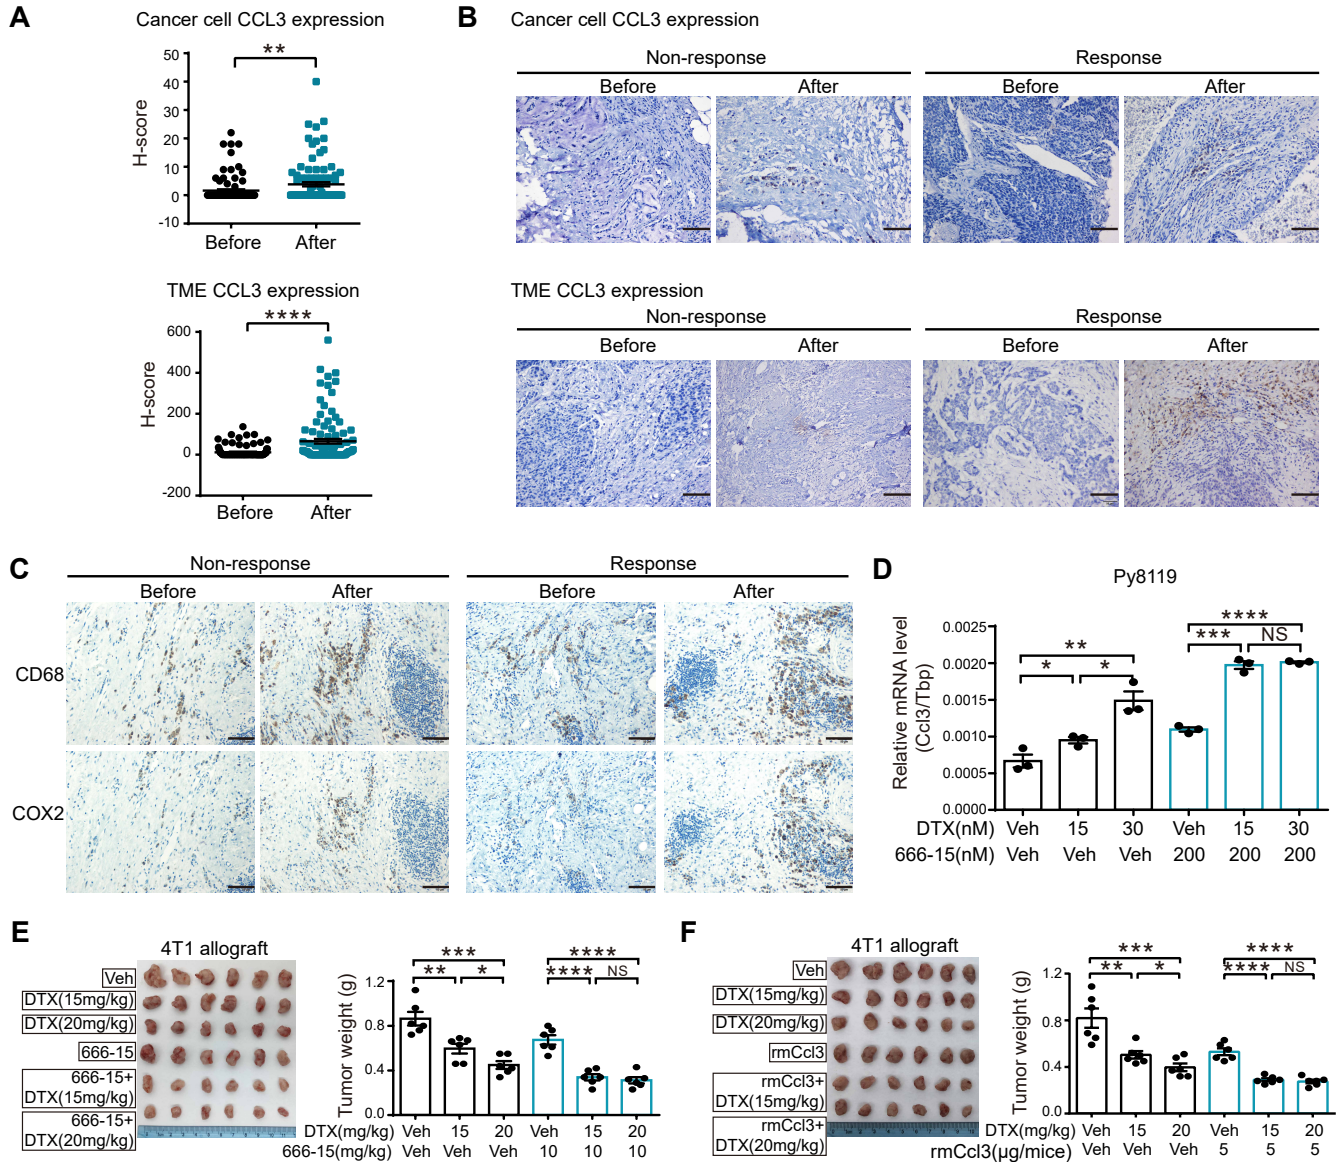 A
Cancer cell CCL3 expression
**
50
40
30
20
10
0
-10
H-score
Before After
TME CCL3 expression
****
600
400
200
0
-200
H-score
Before After
B
Cancer cell CCL3 expression
Non-response Response
Before After Before After
TME CCL3 expression
Non-response Response
Before After Before After
C
Non-response Response
Before After Before After
CD68
COX2
D
Py8119
****
*** NS
**
* *
0.0025
0.0020
0.0015
0.0010
0.0005
0.0000
Relative mRNA level
(Ccl3/Tbp)
DTX(nM) Veh 15 30 Veh 15 30
666-15(nM) Veh Veh Veh 200 200 200
E
4T1 allograft
Veh
DTX(15mg/kg)
DTX(20mg/kg)
666-15
666-15+
DTX(15mg/kg)
666-15+
DTX(20mg/kg)
*** ****
** * **** NS
1.2
0.8
0.4
0.0
Tumor weight (g)
DTX(mg/kg) Veh 15 20 Veh 15 20
666-15(mg/kg) Veh Veh Veh 10 10 10
F
4T1 allograft
Veh
DTX(15mg/kg)
DTX(20mg/kg)
rmCcl3
rmCcl3+
DTX(15mg/kg)
rmCcl3+
DTX(20mg/kg)
*** ****
** * **** NS
1.2
0.8
0.4
0.0
Tumor weight (g)
DTX(mg/kg) Veh 15 20 Veh 15 20
rmCcl3(μg/mice) Veh Veh Veh 5 5 5